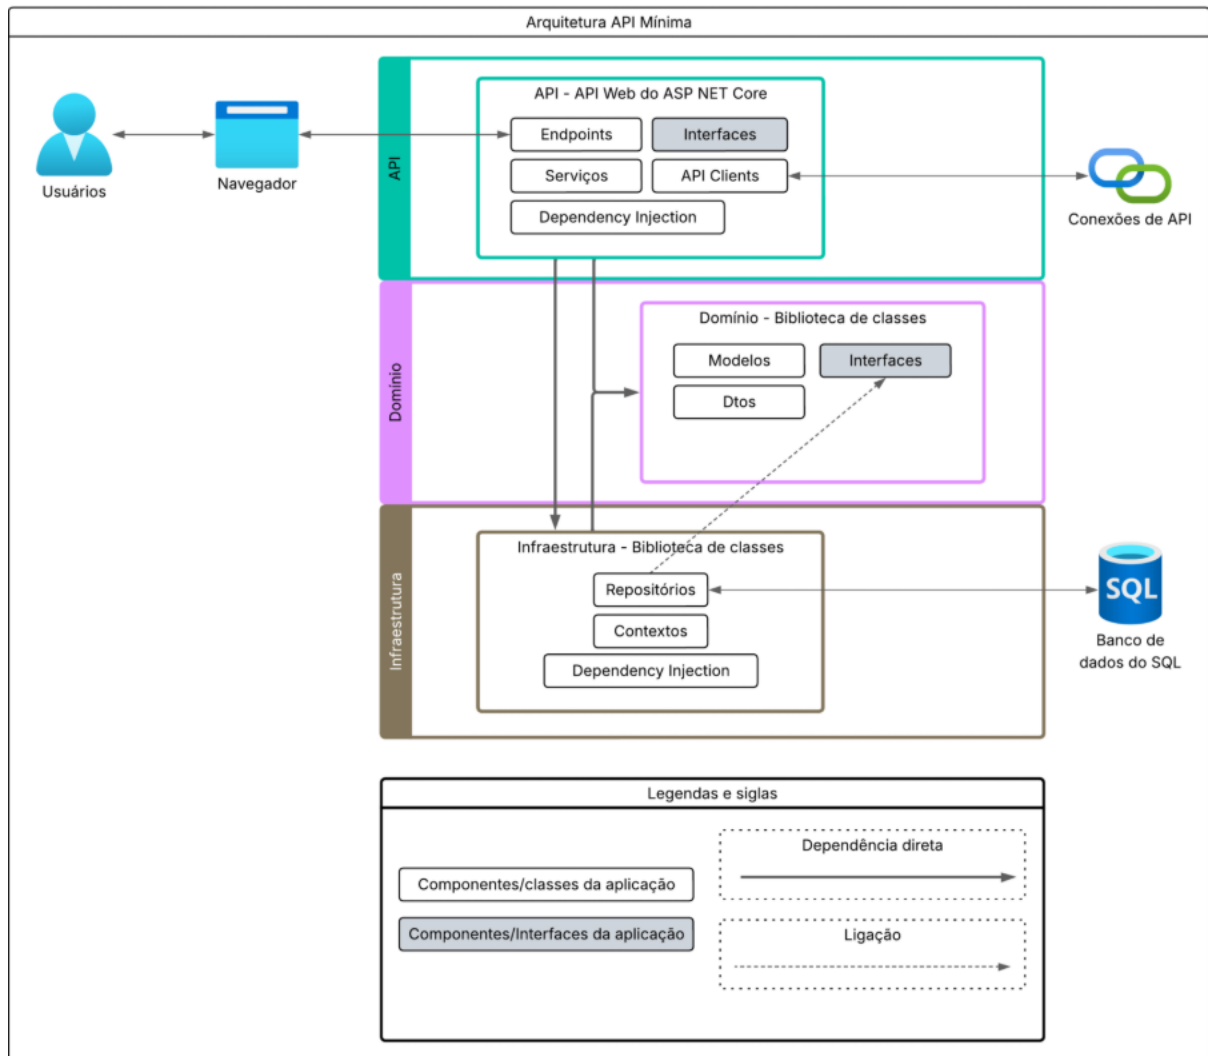 Arquitetura API Mínima
Usuários
Navegador
API
API - API Web do ASP NET Core
Endpoints
Interfaces
Serviços
API Clients
Dependency Injection
Conexões de API
Domínio
Domínio - Biblioteca de classes
Modelos
Interfaces
Dtos
Infraestrutura
Infraestrutura - Biblioteca de classes
Repositórios
Contextos
Dependency Injection
SQL
Banco de
dados do SQL
Legendas e siglas
Componentes/classes da aplicação
Componentes/Interfaces da aplicação
Dependência direta
Ligação